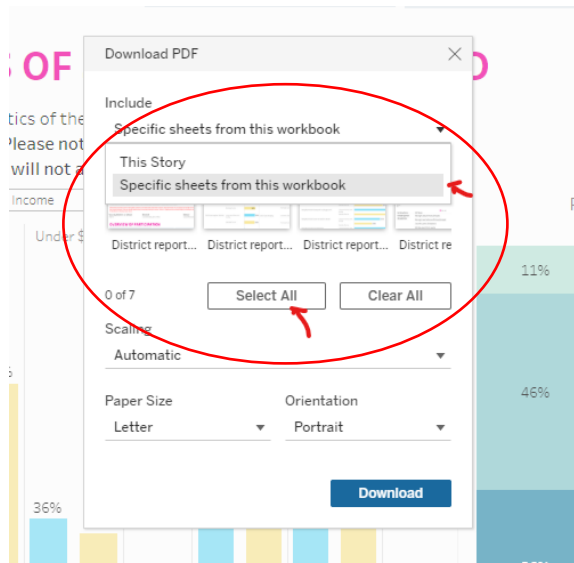 OF
D
Download PDF
Include
tics of the
Specific sheets from this workbook
Please not
This Story
will not a
Specific sheets from this workbook
Income
Under $
District report... District report... District report... District re
11%
0 of 7
Select All
Clear All
Scaling
Automatic
46%
Paper Size
Orientation
Letter
Portrait
Download
36%